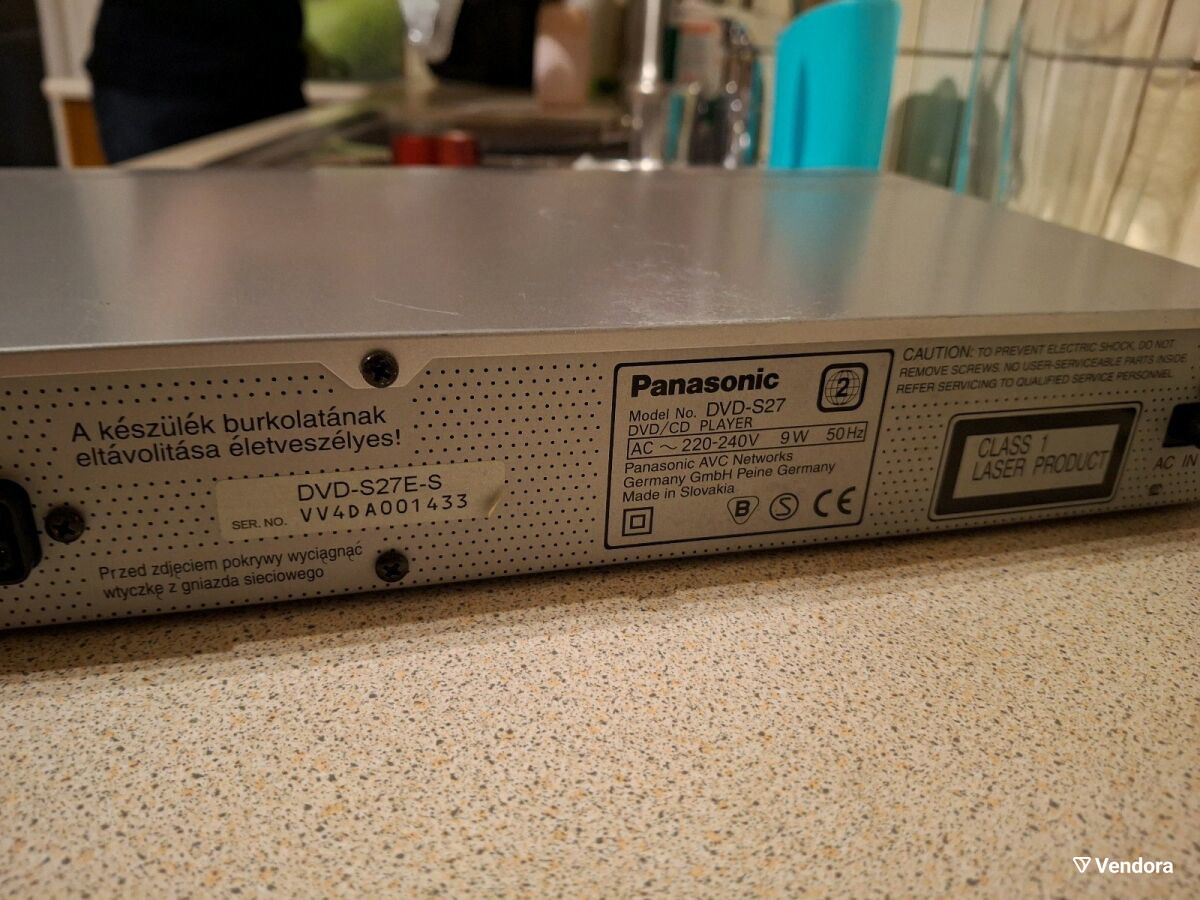 A készülék burkolatának
eltávolitása életveszélyes!
DVD-S27E-S
SER. NO. VV4DA001433
Przed zdjęciem pokrywy wyciągnąć
wtyczkę z gniazda sieciowego
Panasonic
2
Model No. DVD-S27
DVD/CD PLAYER
AC ～ 220-240V 9W 50Hz
Panasonic AVC Networks
Germany GmbH Peine Germany
Made in Slovakia
B S CE
CAUTION: TO PREVENT ELECTRIC SHOCK, DO NOT
REMOVE SCREWS. NO USER-SERVICEABLE PARTS INSIDE.
REFER SERVICING TO QUALIFIED SERVICE PERSONNEL.
CLASS 1
LASER PRODUCT
AC IN
Vendora